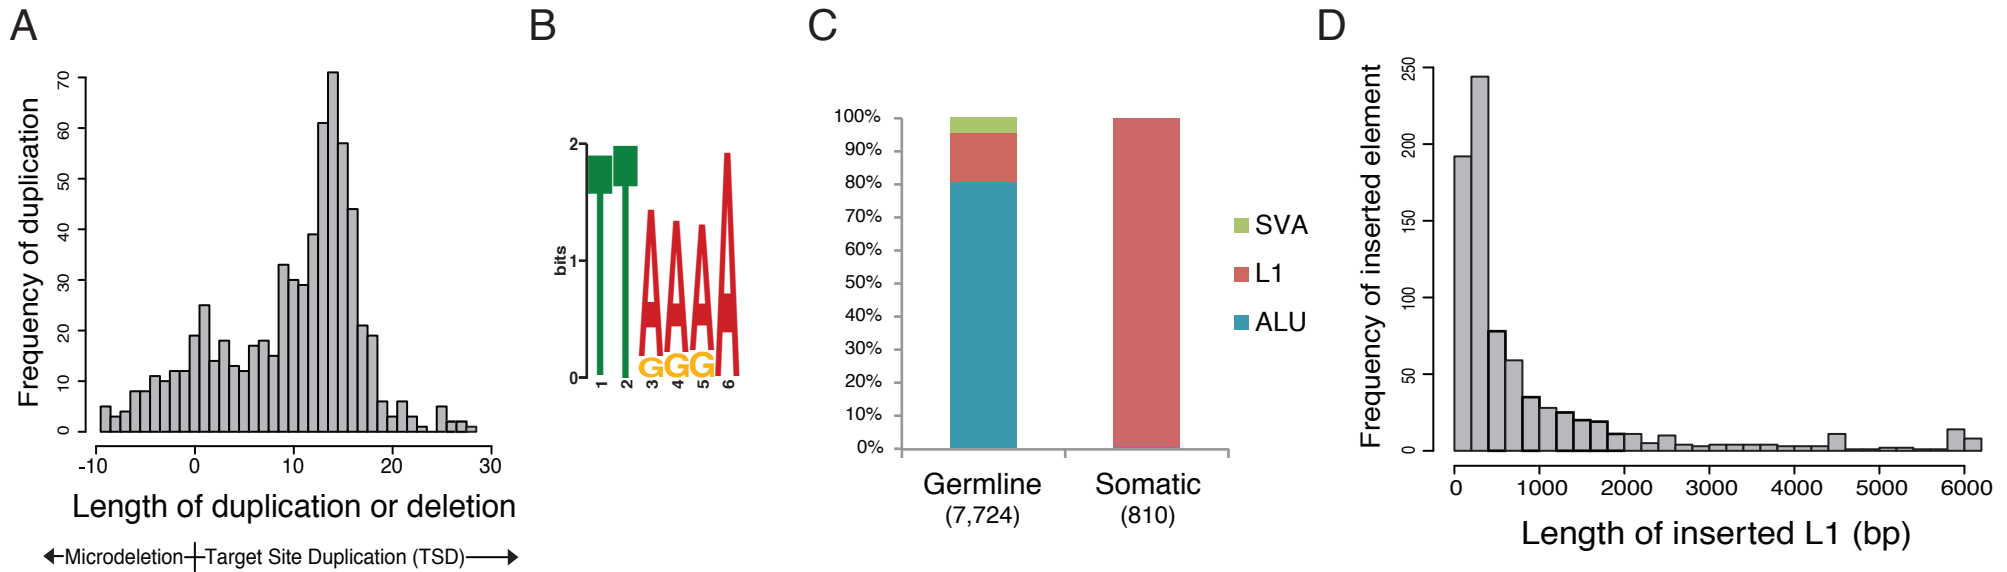 A
Frequency of duplication
70
60
50
40
30
20
10
0
-10 0 10 20 30
Length of duplication or deletion
Microdeletion Target Site Duplication (TSD)
B
bits
2
1
0
T T A A A A
G G G
1 2 3 4 5 6
C
100%
90%
80%
70%
60%
50%
40%
30%
20%
10%
0%
Germline Somatic
(7,724) (810)
SVA
L1
ALU
D
Frequency of inserted element
250
200
150
100
50
0
0 1000 2000 3000 4000 5000 6000
Length of inserted L1 (bp)